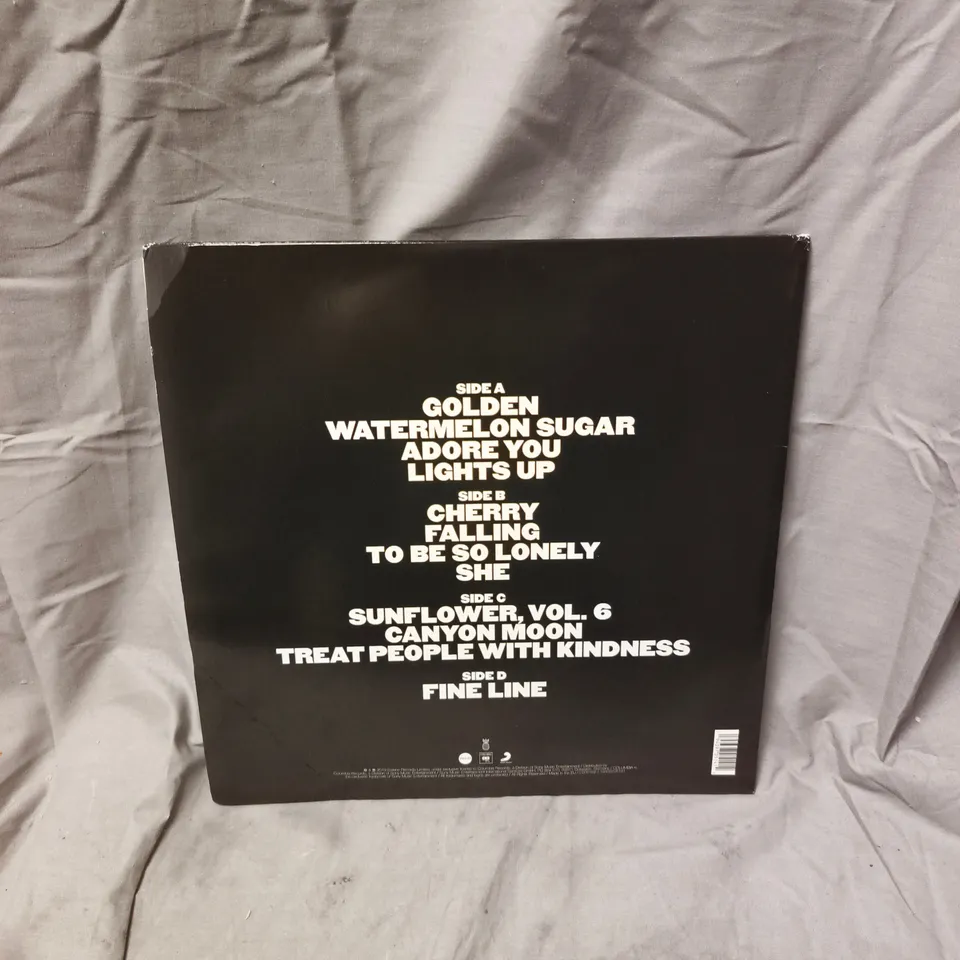 SIDE A
GOLDEN
WATERMELON SUGAR
ADORE YOU
LIGHTS UP
SIDE B
CHERRY
FALLING
TO BE SO LONELY
SHE
SIDE C
SUNFLOWER, VOL. 6
CANYON MOON
TREAT PEOPLE WITH KINDNESS
SIDE D
FINE LINE